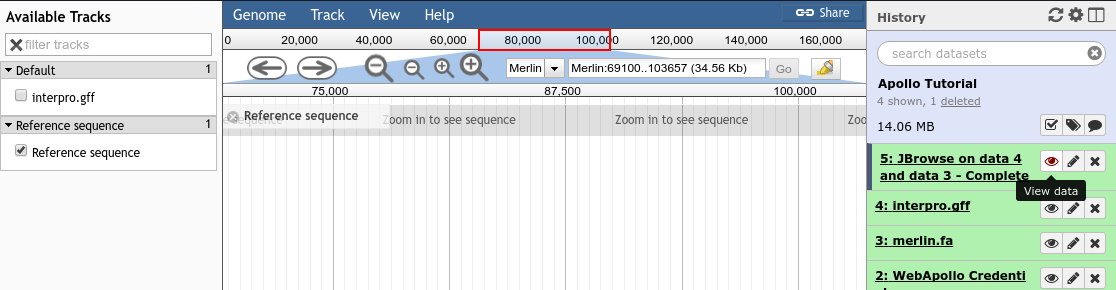 Available Tracks
filter tracks
Default 1
interpro.gff
Reference sequence 1
Reference sequence
Genome Track View Help Share
0 20,000 40,000 60,000 80,000 100,000 120,000 140,000 160,000
Merlin Merlin:69100..103657 (34.56 Kb) Go
75,000 87,500 100,000
Reference sequence
Zoom in to see sequence Zoom in to see sequence Zoo
History
search datasets
Apollo Tutorial
4 shown, 1 deleted
14.06 MB
5: JBrowse on data 4
and data 3 - Complete
View data
4: interpro.gff
3: merlin.fa
2: WebApollo Credenti